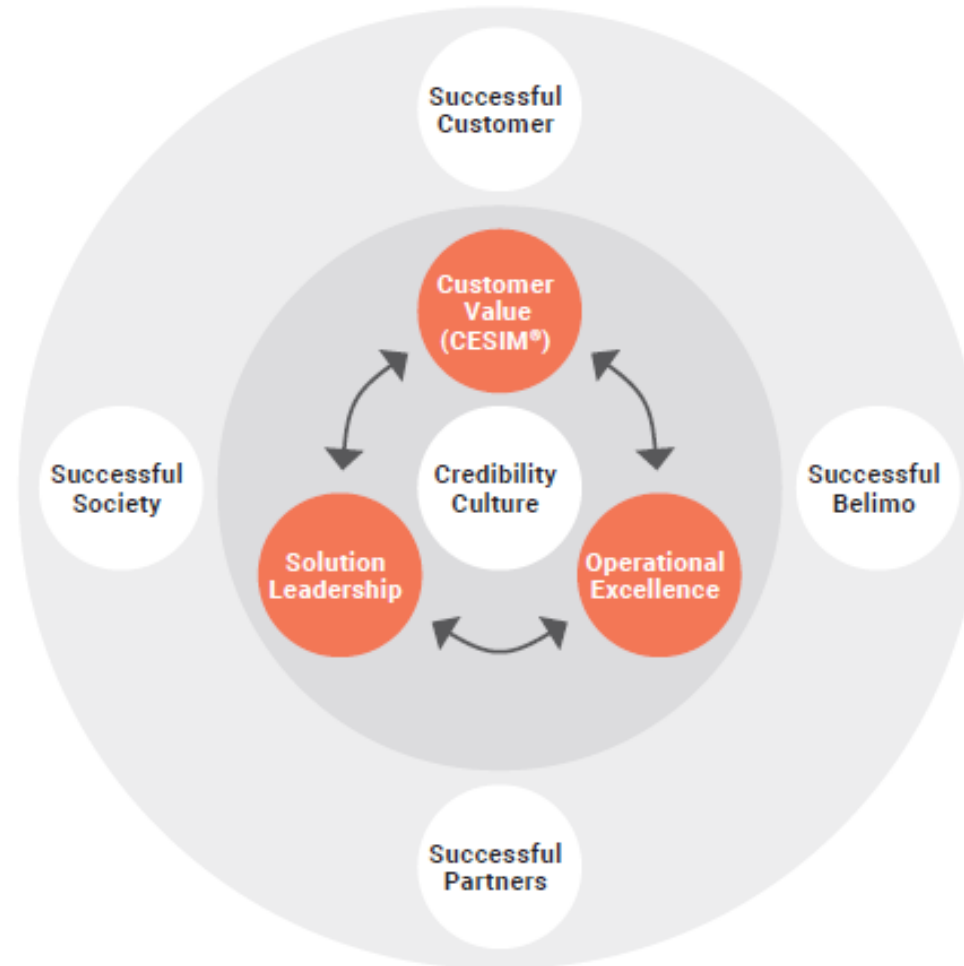 Successful
Customer
Customer
Value
(CESIM®)
Successful
Society
Credibility
Culture
Successful
Belimo
Solution
Leadership
Operational
Excellence
Successful
Partners